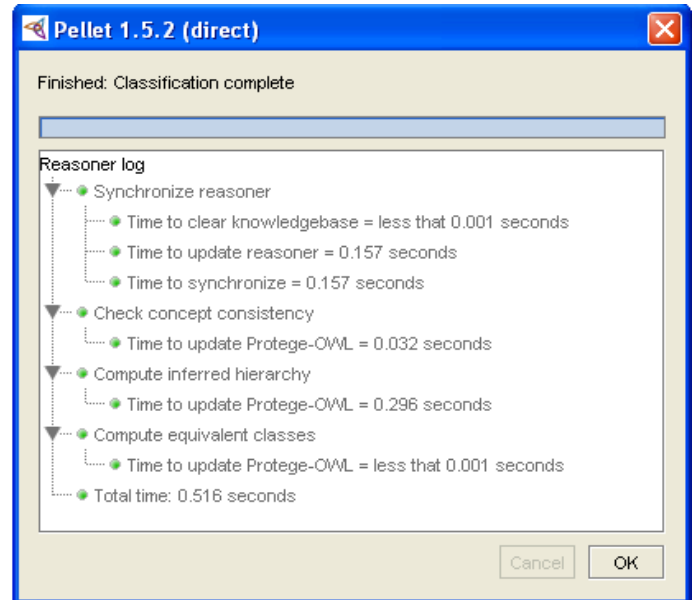 Pellet 1.5.2 (direct)
Finished: Classification complete
Reasoner log
Synchronize reasoner
Time to clear knowledgebase = less that 0.001 seconds
Time to update reasoner = 0.157 seconds
Time to synchronize = 0.157 seconds
Check concept consistency
Time to update Protege-OWL = 0.032 seconds
Compute inferred hierarchy
Time to update Protege-OWL = 0.296 seconds
Compute equivalent classes
Time to update Protege-OWL = less that 0.001 seconds
Total time: 0.516 seconds
Cancel OK